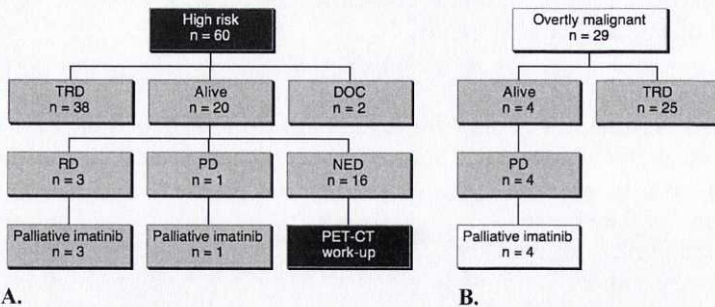 High risk
n = 60
TRD
n = 38
Alive
n = 20
DOC
n = 2
RD
n = 3
PD
n = 1
NED
n = 16
Palliative imatinib
n = 3
Palliative imatinib
n = 1
PET-CT
work-up
A.
Overtly malignant
n = 29
Alive
n = 4
TRD
n = 25
PD
n = 4
Palliative imatinib
n = 4
B.